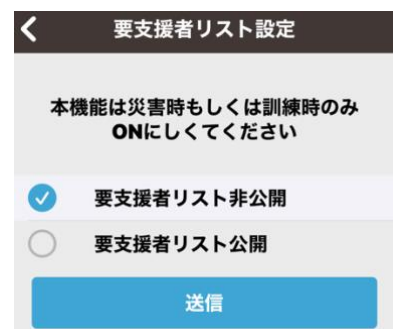 要支援者リスト設定
本機能は災害時もしくは訓練時のみ
ONにしくてください
要支援者リスト非公開
要支援者リスト公開
送信